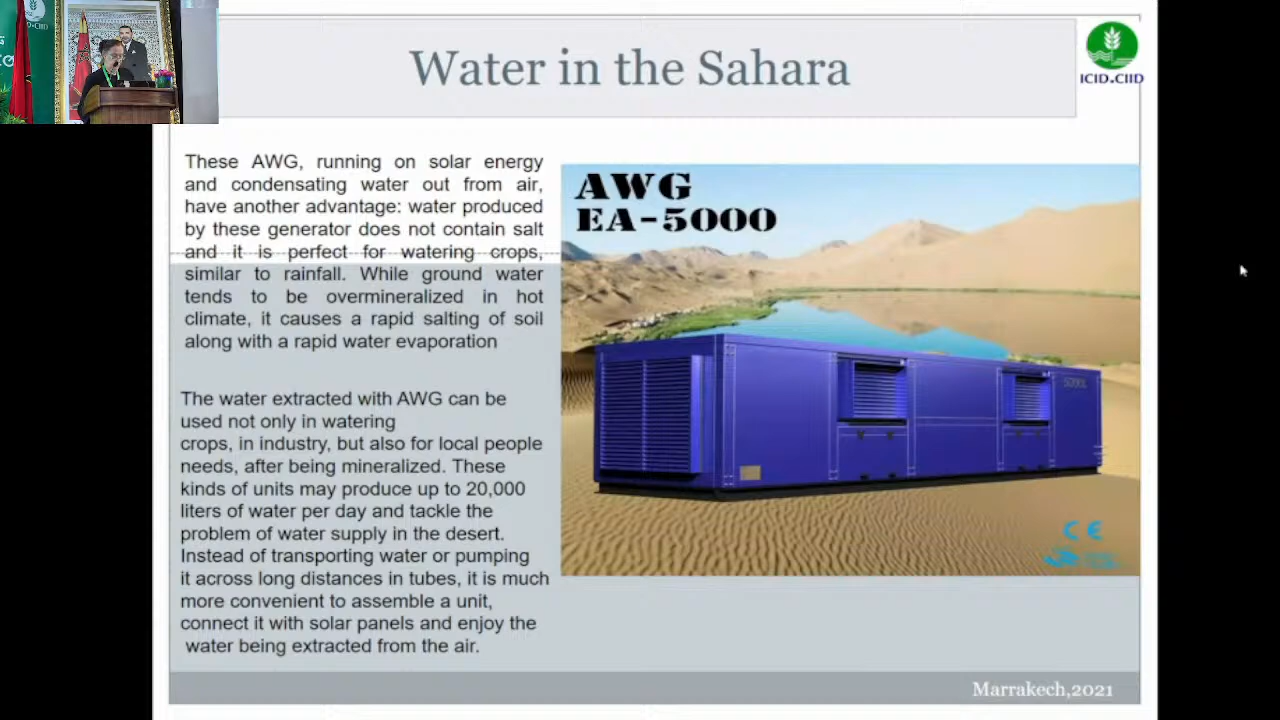 Water in the Sahara
ICID.CIID
These AWG, running on solar energy
and condensating water out from air,
have another advantage: water produced
by these generator does not contain salt
and it is perfect for watering crops,
similar to rainfall. While ground water
tends to be overmineralized in hot
climate, it causes a rapid salting of soil
along with a rapid water evaporation
The water extracted with AWG can be
used not only in watering
crops, in industry, but also for local people
needs, after being mineralized. These
kinds of units may produce up to 20,000
liters of water per day and tackle the
problem of water supply in the desert.
Instead of transporting water or pumping
it across long distances in tubes, it is much
more convenient to assemble a unit,
connect it with solar panels and enjoy the
water being extracted from the air.
AWG
EA-5000
CE
Marrakech,2021